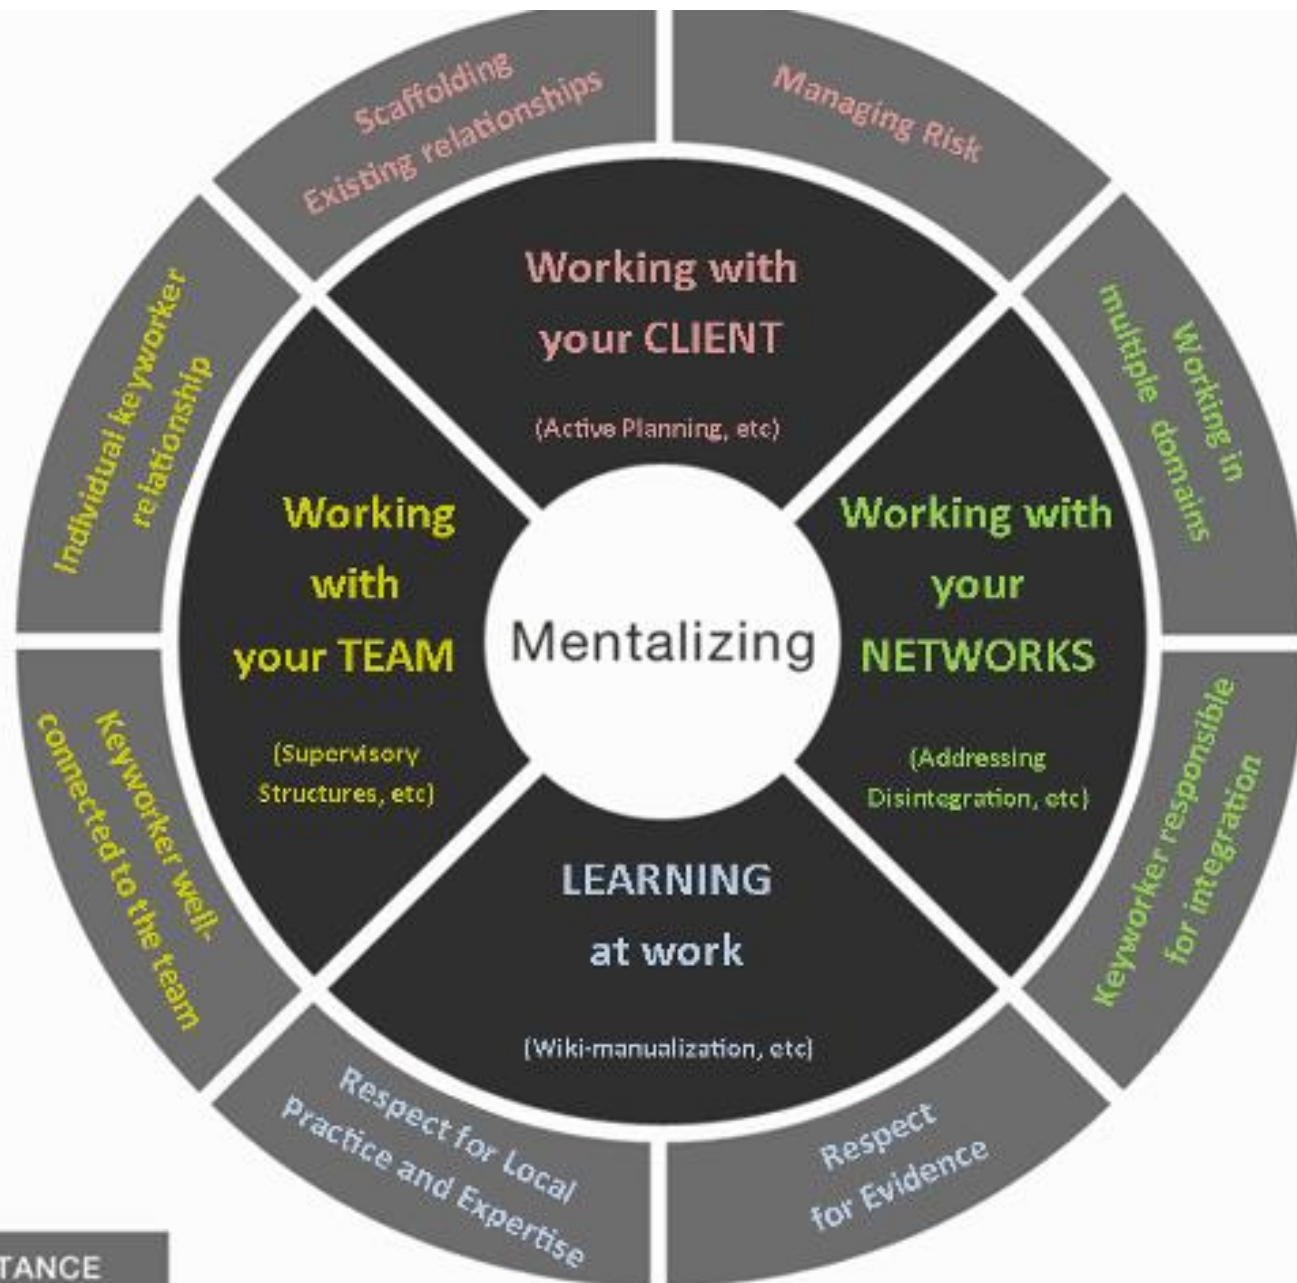 Scaffolding
Existing relationships
Managing Risk
Individual keyworker
relationship
Working in
multiple domains
Working with
your CLIENT
(Active Planning, etc)
Working
with
your TEAM
(Supervisory
Structures, etc)
Mentalizing
Working with
your
NETWORKS
(Addressing
Disintegration, etc)
Keyworker well-
connected to the team
Keyworker responsible
for integration
LEARNING
at work
(Wiki-manualization, etc)
Respect for Local
Practice and Expertise
Respect
for Evidence
TANCE